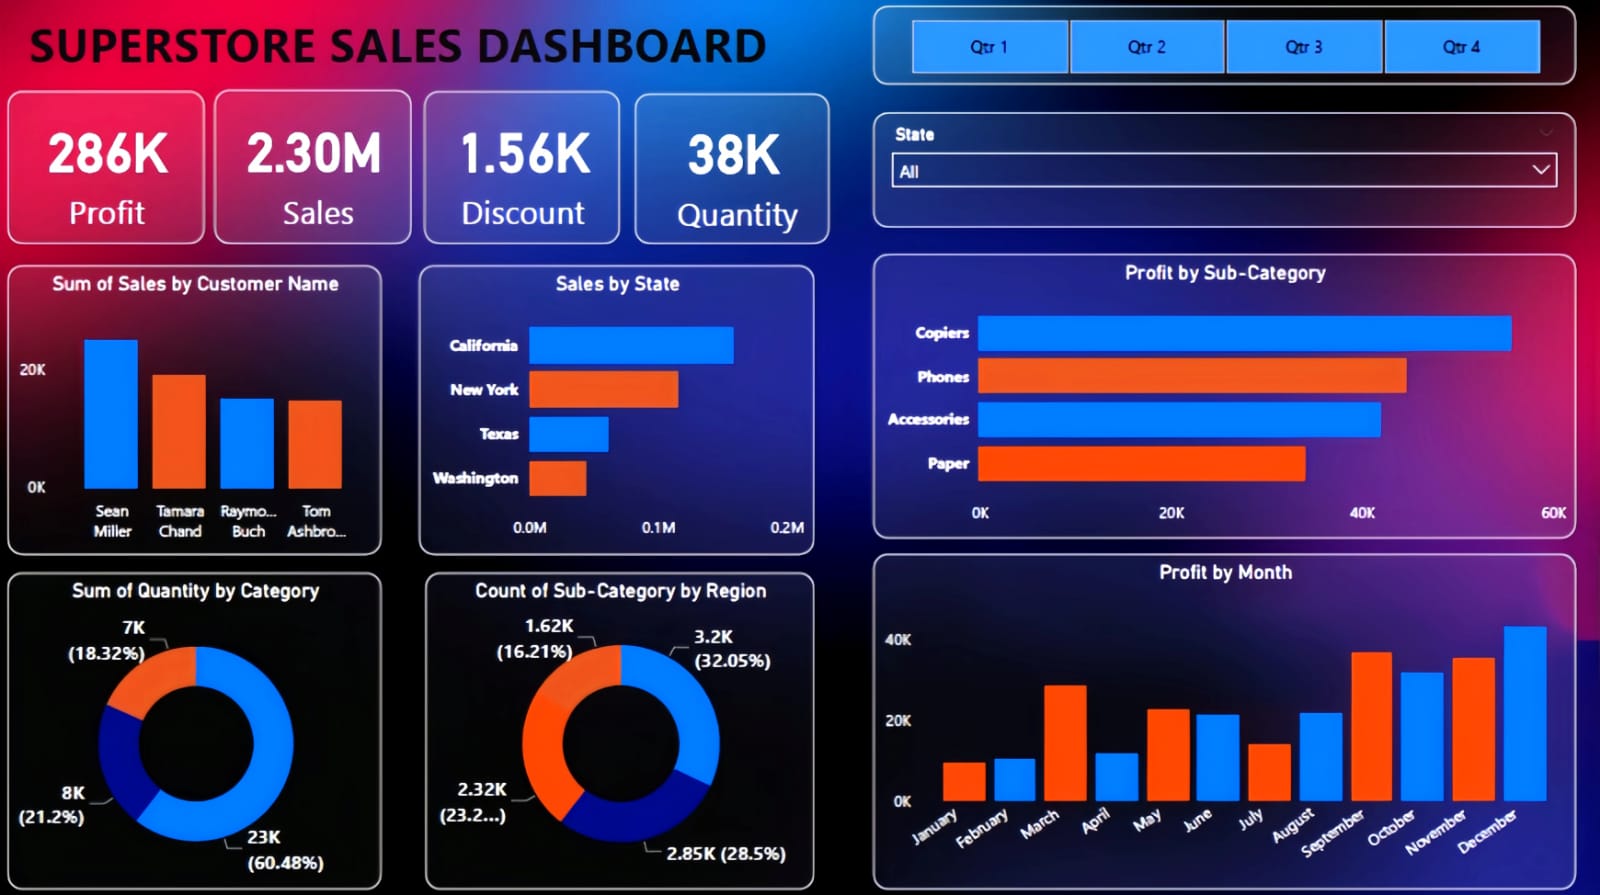 SUPERSTORE SALES DASHBOARD
Qtr 1
Qtr 2
Qtr 3
Qtr 4
286K
Profit
2.30M
Sales
1.56K
Discount
38K
Quantity
State
All
Sum of Sales by Customer Name
20K
0K
Sean
Miller
Tamara
Chand
Raymo...
Buch
Tom
Ashbro...
Sales by State
California
New York
Texas
Washington
0.0M
0.1M
0.2M
Profit by Sub-Category
Copiers
Phones
Accessories
Paper
0K
20K
40K
60K
Sum of Quantity by Category
7K
(18.32%)
8K
(21.2%)
23K
(60.48%)
Count of Sub-Category by Region
1.62K
(16.21%)
3.2K
(32.05%)
2.32K
(23.2...)
2.85K (28.5%)
Profit by Month
40K
20K
0K
January
February
March
April
May
June
July
August
September
October
November
December